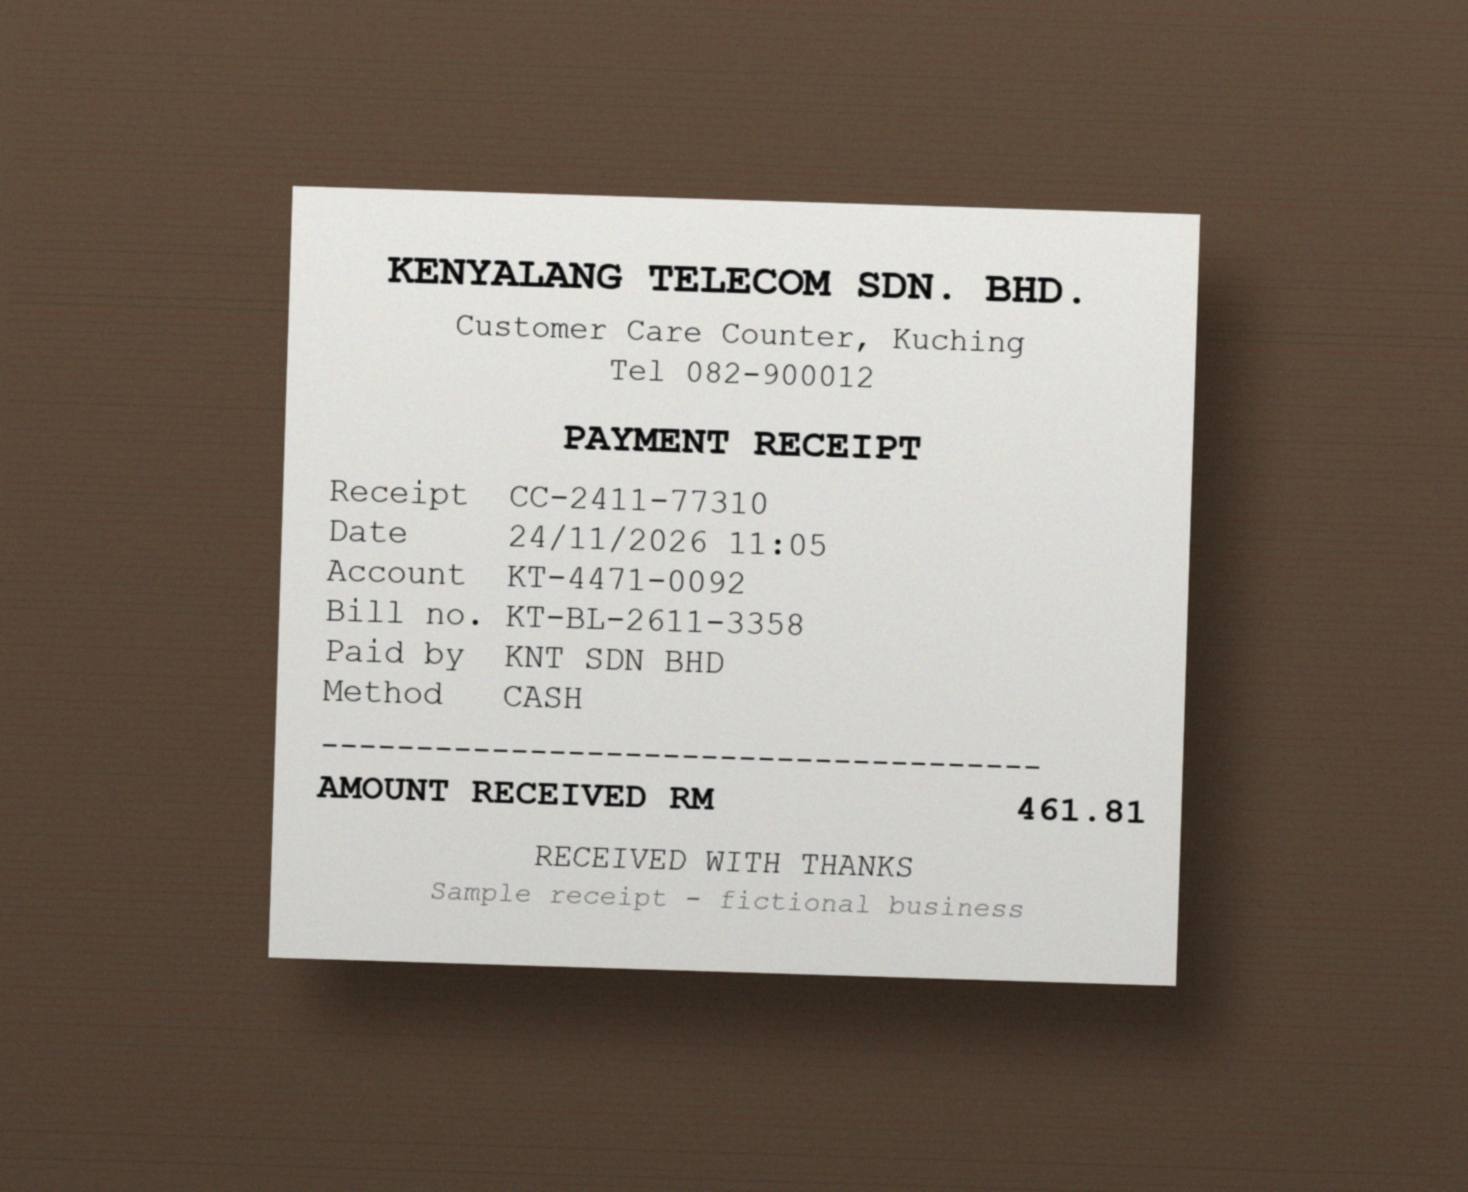 KENYALANG TELECOM SDN. BHD.
Customer Care Counter, Kuching
Tel 082-900012
PAYMENT RECEIPT
Receipt CC-2411-77310
Date 24/11/2026 11:05
Account KT-4471-0092
Bill no. KT-BL-2611-3358
Paid by KNT SDN BHD
Method CASH
--------------------------------------
AMOUNT RECEIVED RM 461.81
RECEIVED WITH THANKS
Sample receipt - fictional business